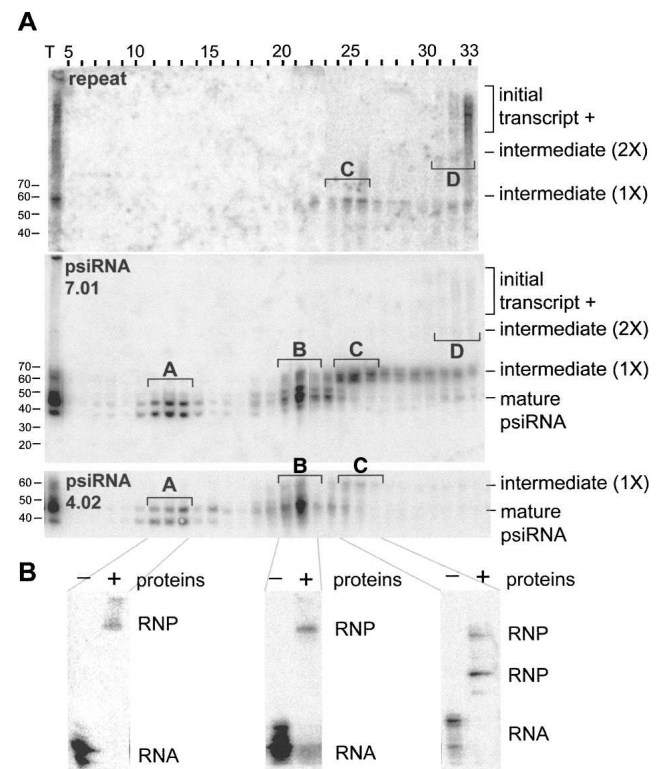 A
T 5 10 15 20 25 30 33
repeat
initial
transcript +
C
intermediate (2X)
D
70
60
50
40
intermediate (1X)
psiRNA
7.01
initial
transcript +
intermediate (2X)
D
A
B
C
70
60
50
40
30
20
intermediate (1X)
mature
psiRNA
psiRNA
4.02
A
B
C
60
50
40
intermediate (1X)
mature
psiRNA
B
− + proteins
RNP
RNA
− + proteins
RNP
RNA
− + proteins
RNP
RNP
RNA